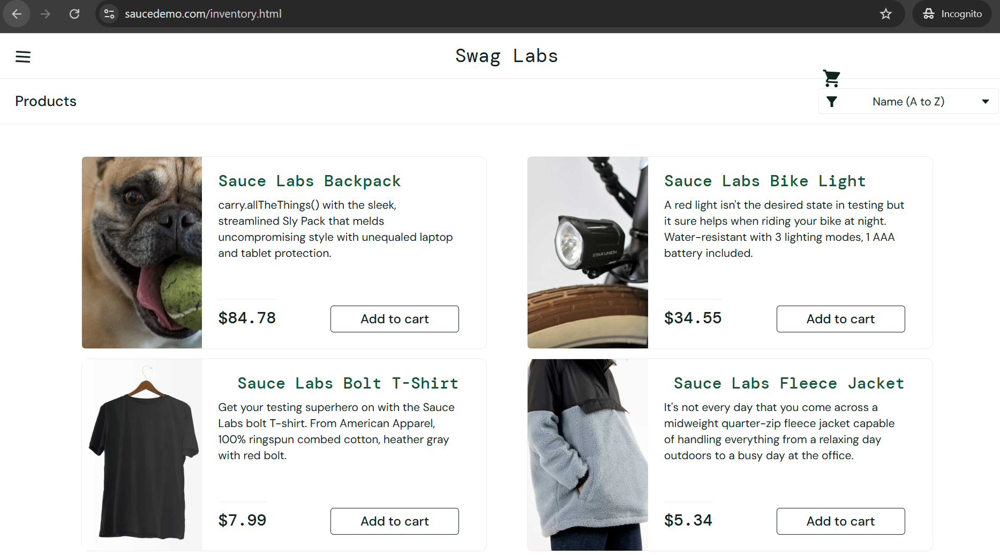 saucedemo.com/inventory.html
Incognito
Swag Labs
Products
Name (A to Z)
Sauce Labs Backpack
carry.allTheThings() with the sleek,
streamlined Sly Pack that melds
uncompromising style with unequaled laptop
and tablet protection.
$84.78
Add to cart
Sauce Labs Bike Light
A red light isn't the desired state in testing but
it sure helps when riding your bike at night.
Water-resistant with 3 lighting modes, 1 AAA
battery included.
STAR UNION
$34.55
Add to cart
Sauce Labs Bolt T-Shirt
Get your testing superhero on with the Sauce
Labs bolt T-shirt. From American Apparel,
100% ringspun combed cotton, heather gray
with red bolt.
$7.99
Add to cart
Sauce Labs Fleece Jacket
It's not every day that you come across a
midweight quarter-zip fleece jacket capable
of handling everything from a relaxing day
outdoors to a busy day at the office.
$5.34
Add to cart